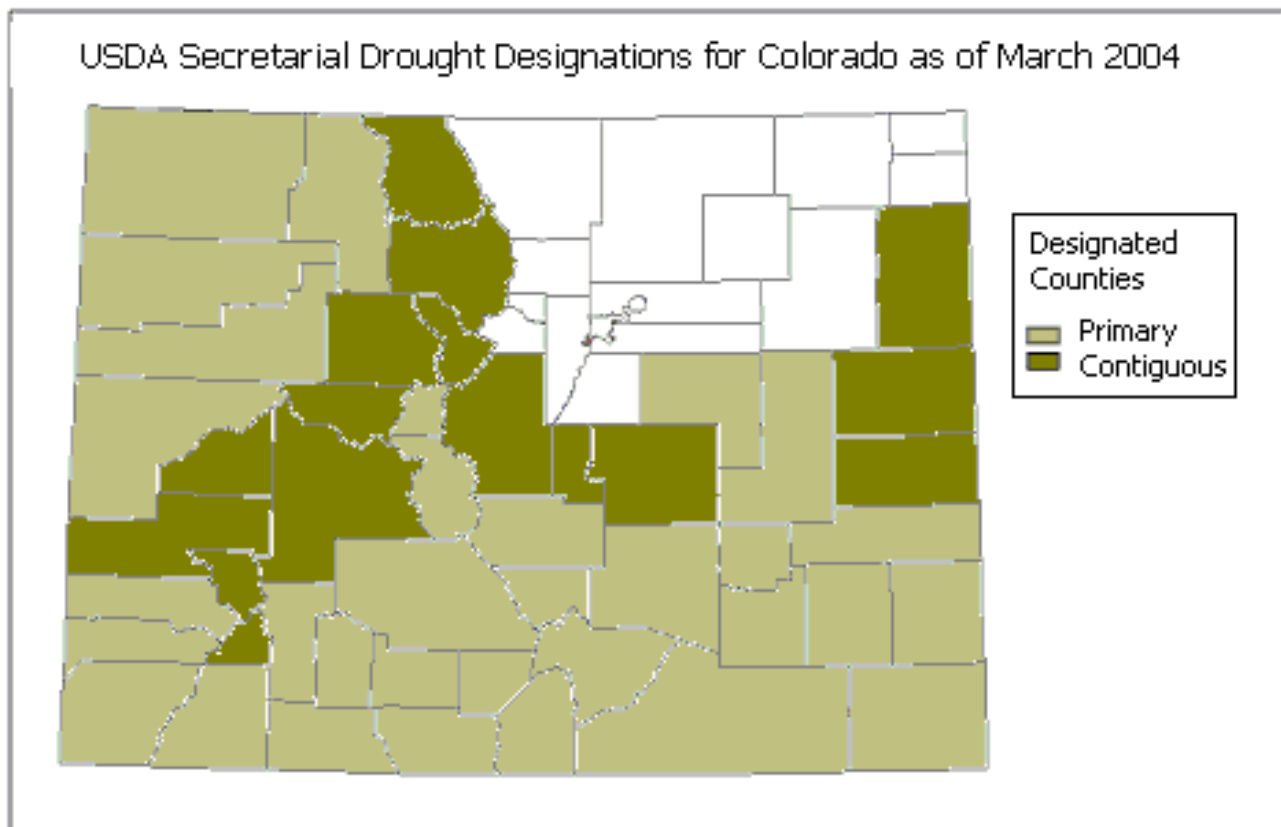 USDA Secretarial Drought Designations for Colorado as of March 2004
Designated
Counties
Primary
Contiguous